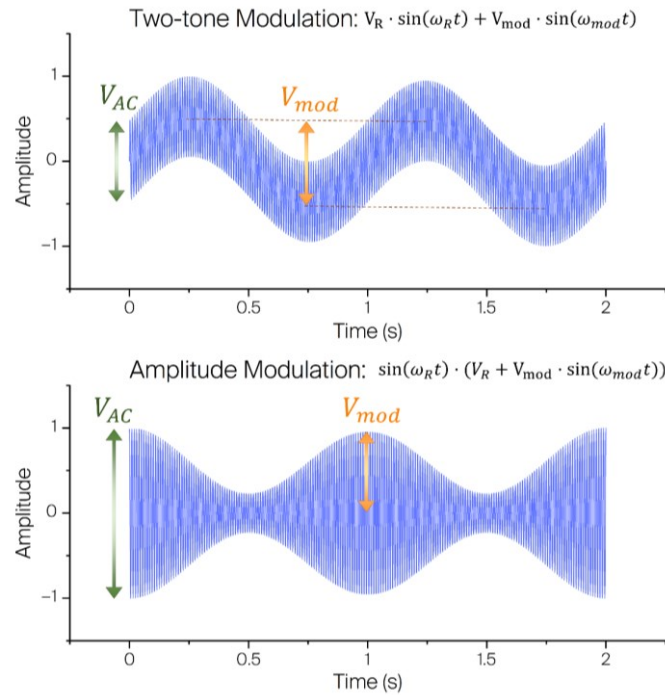 Two-tone Modulation: V_R · sin(ω_R t) + V_mod · sin(ω_mod t)
V_AC
V_mod
1
0
−1
Amplitude
0 0.5 1 1.5 2
Time (s)
Amplitude Modulation: sin(ω_R t) · (V_R + V_mod · sin(ω_mod t))
V_AC
V_mod
1
0
−1
Amplitude
0 0.5 1 1.5 2
Time (s)